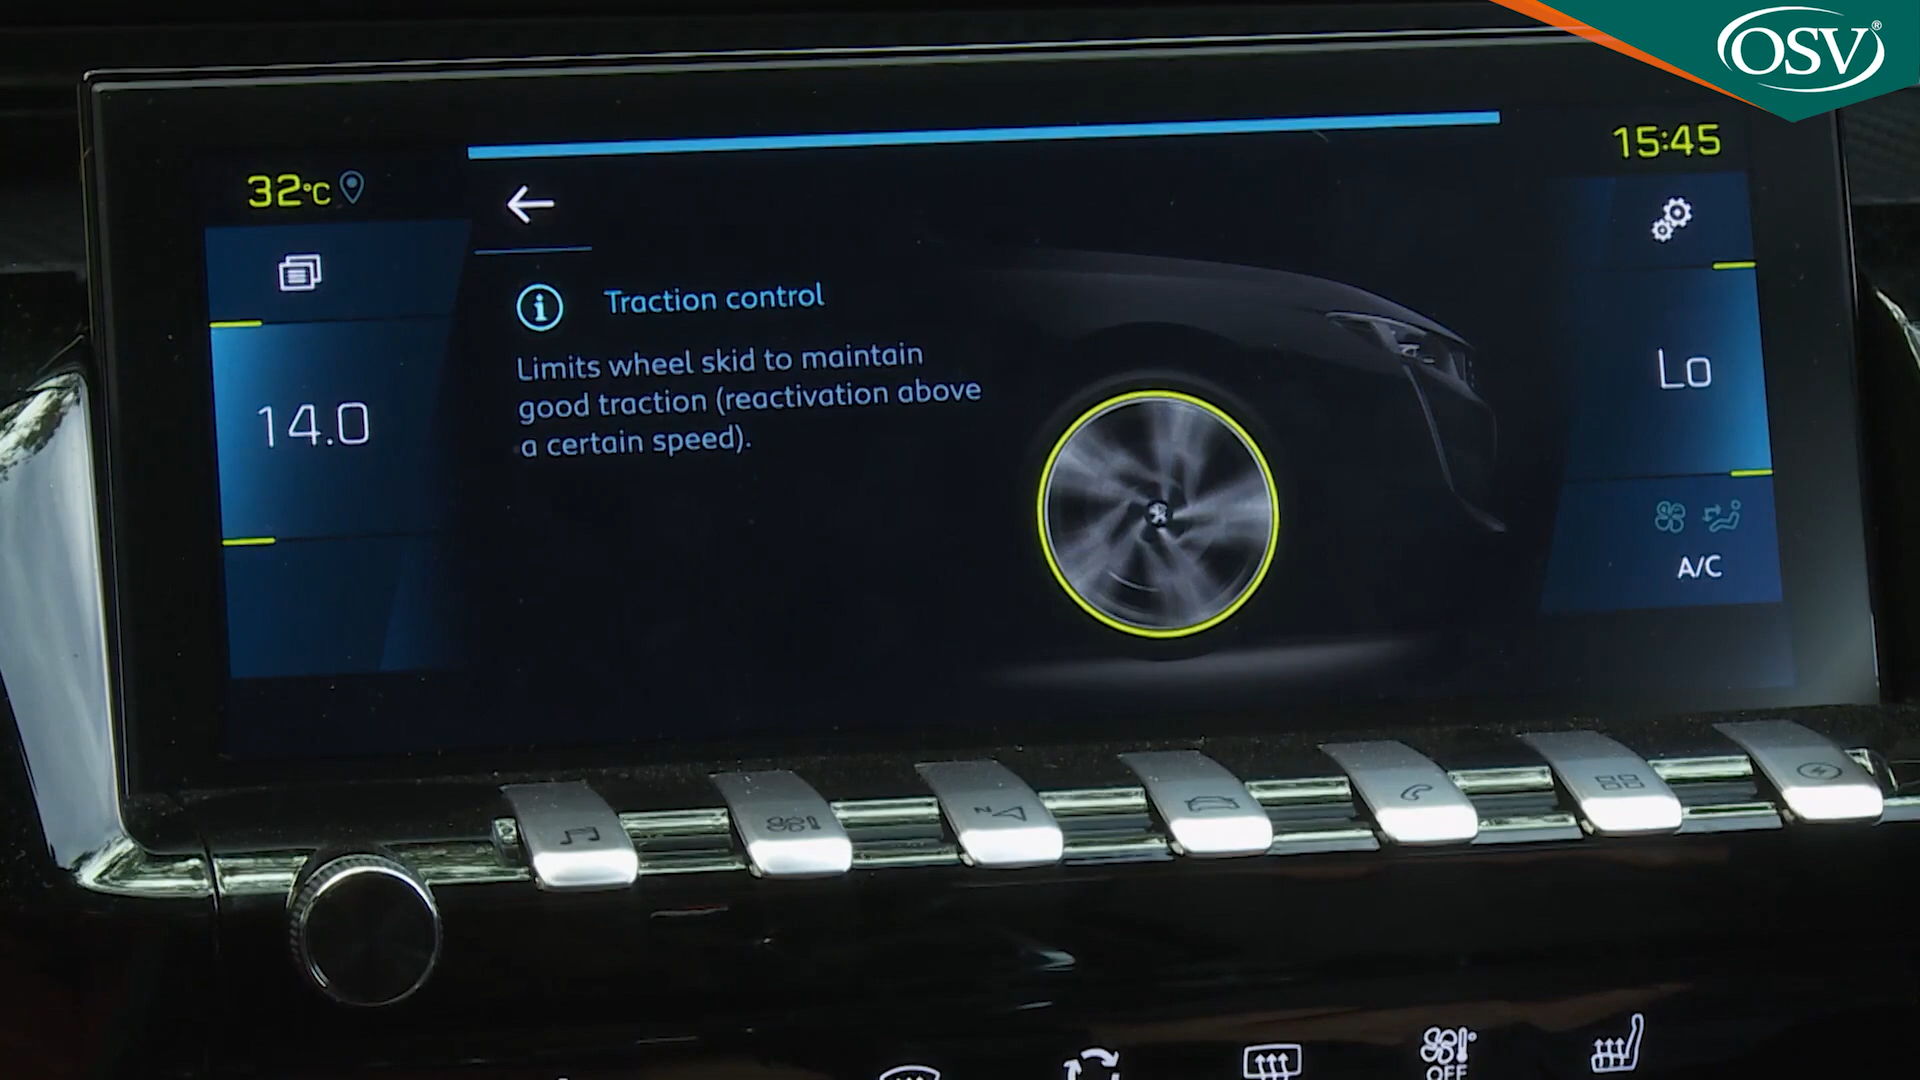 OSV®
15:45
32°C
Traction control
Limits wheel skid to maintain
good traction (reactivation above
a certain speed).
14.0
Lo
A/C
N
OFF